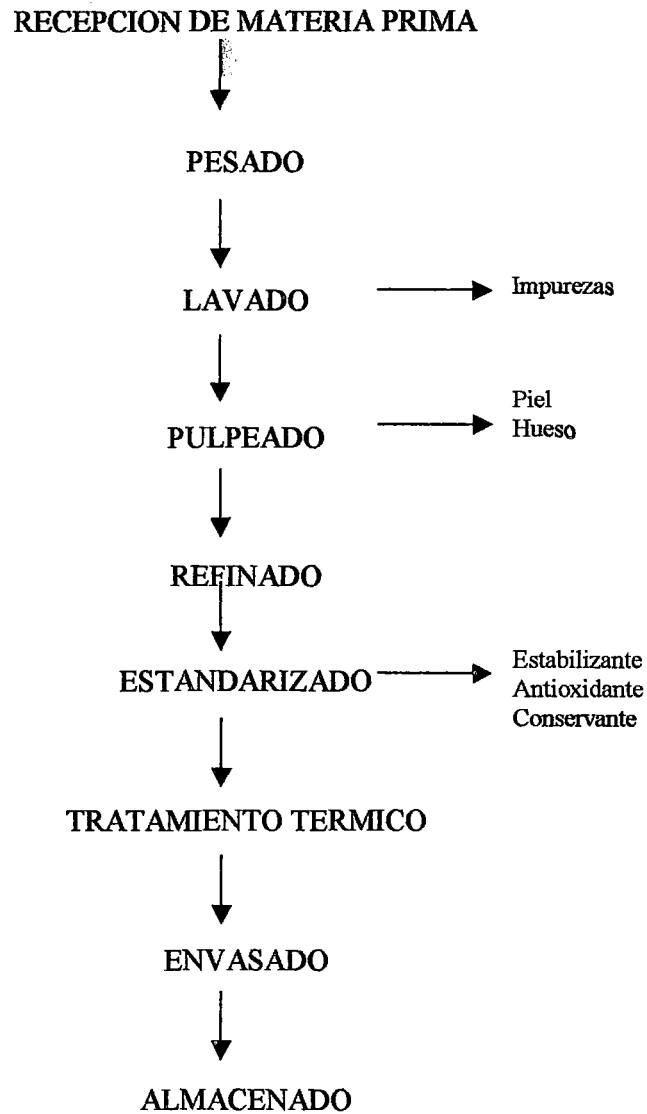 RECEPCION DE MATERIA PRIMA
PESADO
LAVADO
Impurezas
PULPEADO
Piel
Hueso
REFINADO
ESTANDARIZADO
Estabilizante
Antioxidante
Conservante
TRATAMIENTO TERMICO
ENVASADO
ALMACENADO